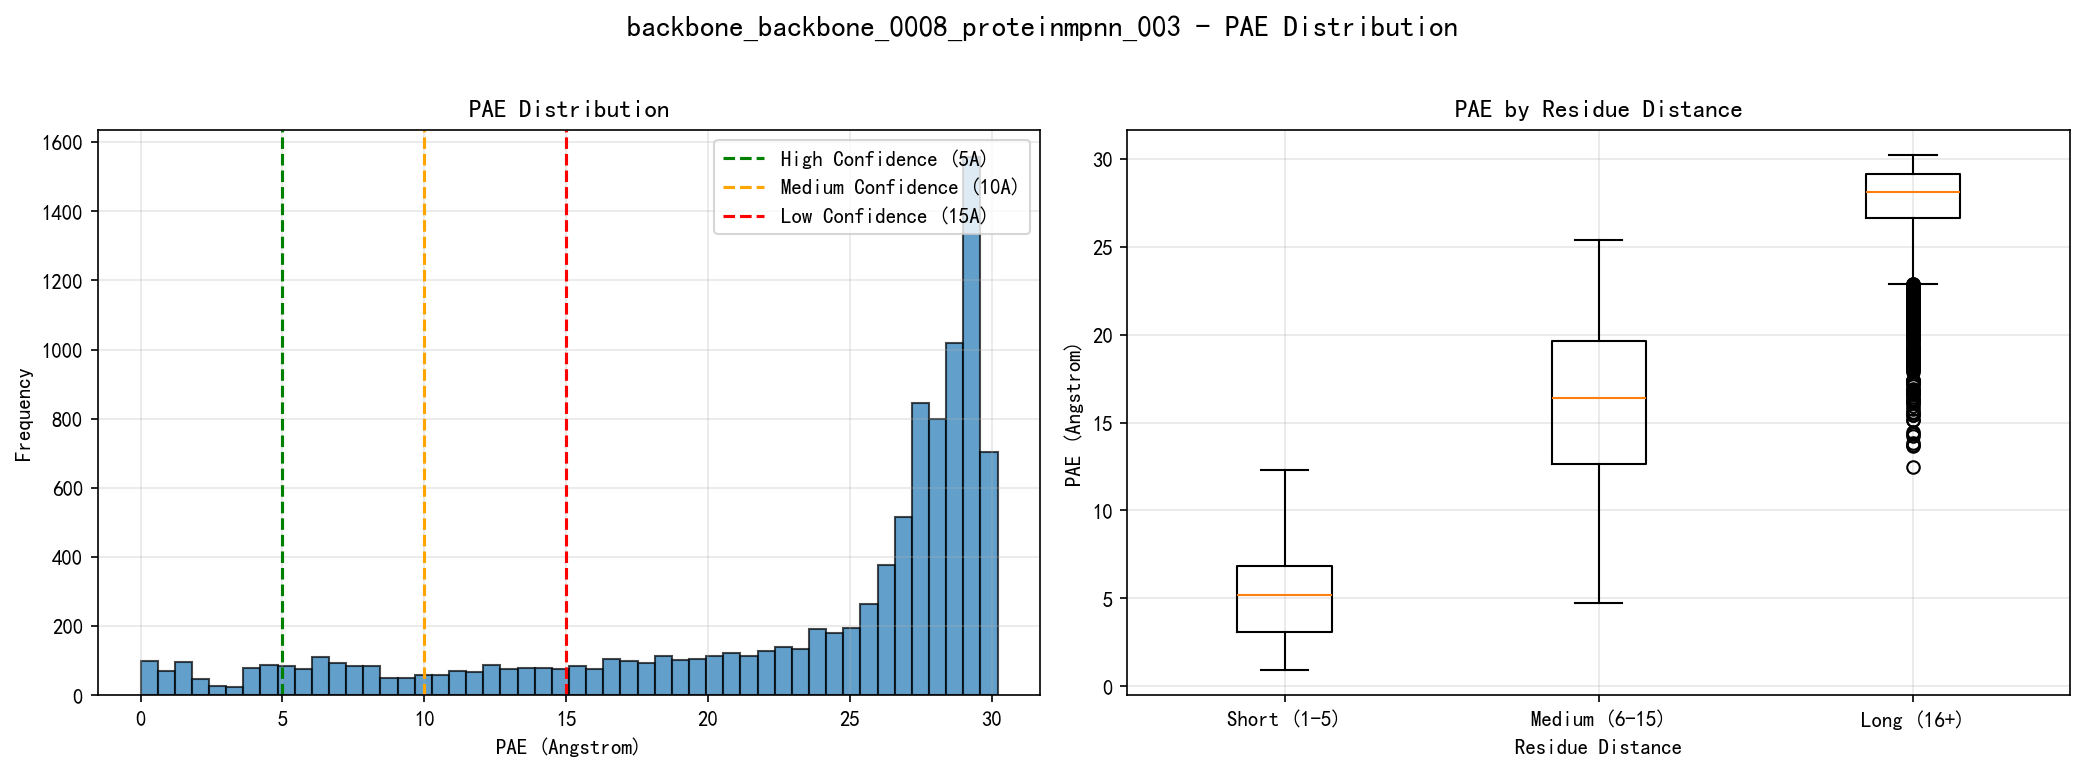 backbone_backbone_0008_proteinmpnn_003 - PAE Distribution
PAE Distribution
1600
1400
1200
1000
800
600
400
200
0
Frequency
0 5 10 15 20 25 30
PAE (Angstrom)
High Confidence (5A)
Medium Confidence (10A)
Low Confidence (15A)
PAE by Residue Distance
30
25
20
15
10
5
0
PAE (Angstrom)
Short (1-5) Medium (6-15) Long (16+)
Residue Distance